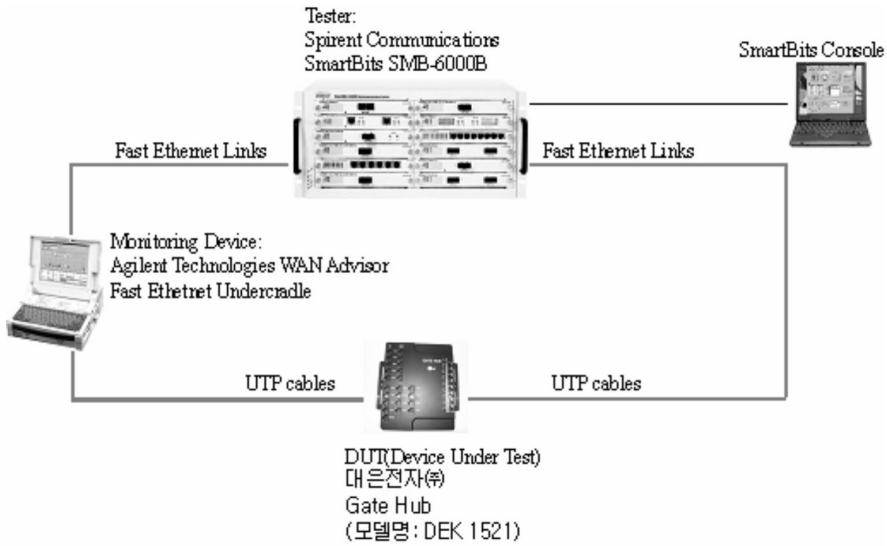 Tester:
Spirent Communications
SmartBits SMB-6000B
SmartBits Console
Fast Ethernet Links
Fast Ethernet Links
Monitoring Device:
Agilent Technologies WAN Advisor
Fast Ethetnet Undercradle
UTP cables
UTP cables
DUT(Device Under Test)
대은전자㈜
Gate Hub
(모델명: DEK 1521)